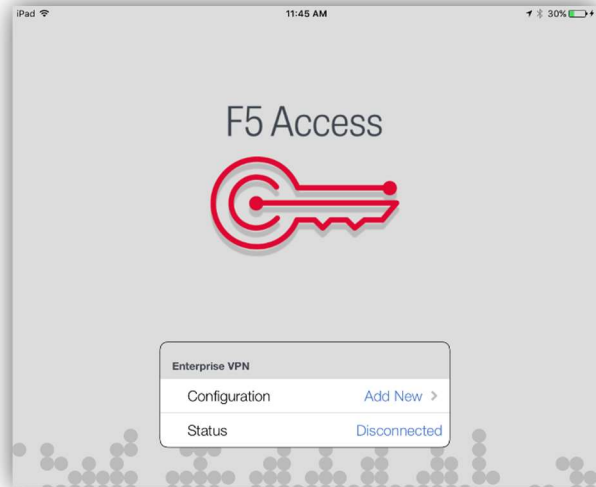 iPad 11:45 AM 30%
F5 Access
Enterprise VPN
Configuration Add New >
Status Disconnected